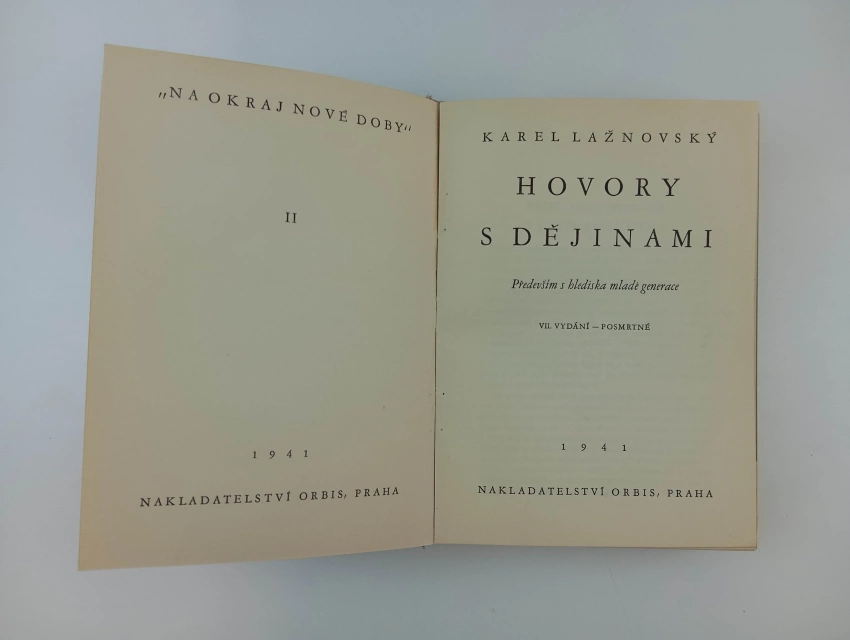 „NA OKRAJ NOVÉ DOBY“
II
1941
NAKLADATELSTVÍ ORBIS, PRAHA
KAREL LAŽNOVSKÝ
HOVORY
S DĚJINAMI
Především s hlediska mladé generace
VII. VYDÁNÍ — POSMRTNÉ
1941
NAKLADATELSTVÍ ORBIS, PRAHA